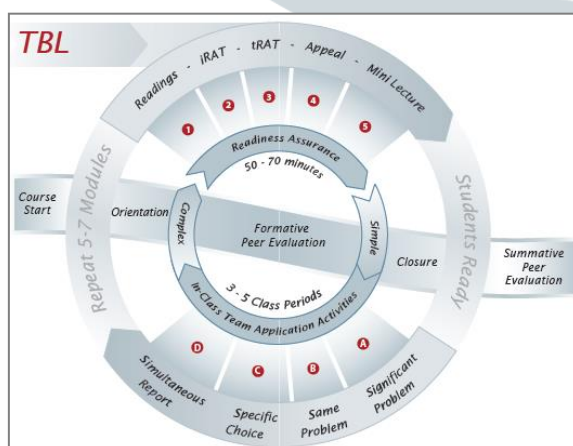 TBL
Readings - iRAT - tRAT - Appeal - Mini Lecture
1
2
3
4
5
Readiness Assurance
50 - 70 minutes
Repeat 5-7 Modules
Students Ready
Course
Start
Orientation
Complex
Formative
Peer Evaluation
Simple
Closure
Summative
Peer
Evaluation
3 - 5 Class Periods
In-Class Team Application Activities
D
C
B
A
Simultaneous
Report
Specific
Choice
Same
Problem
Significant
Problem